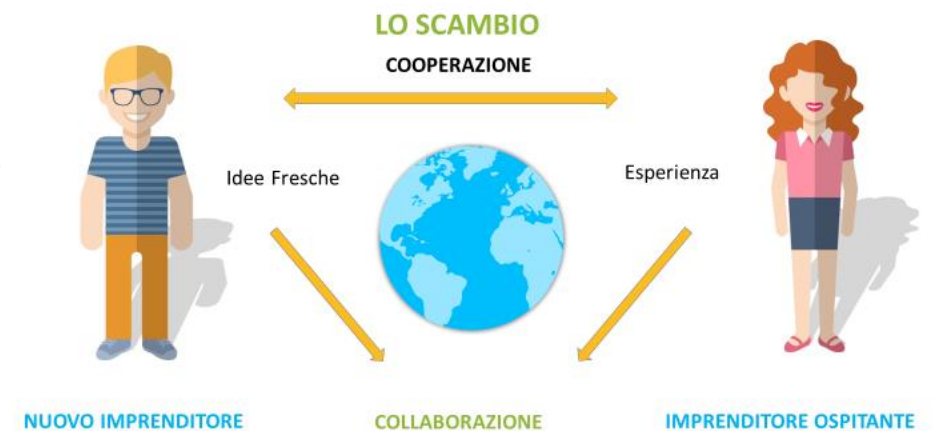 LO SCAMBIO
COOPERAZIONE
Idee Fresche
Esperienza
NUOVO IMPRENDITORE
COLLABORAZIONE
IMPRENDITORE OSPITANTE